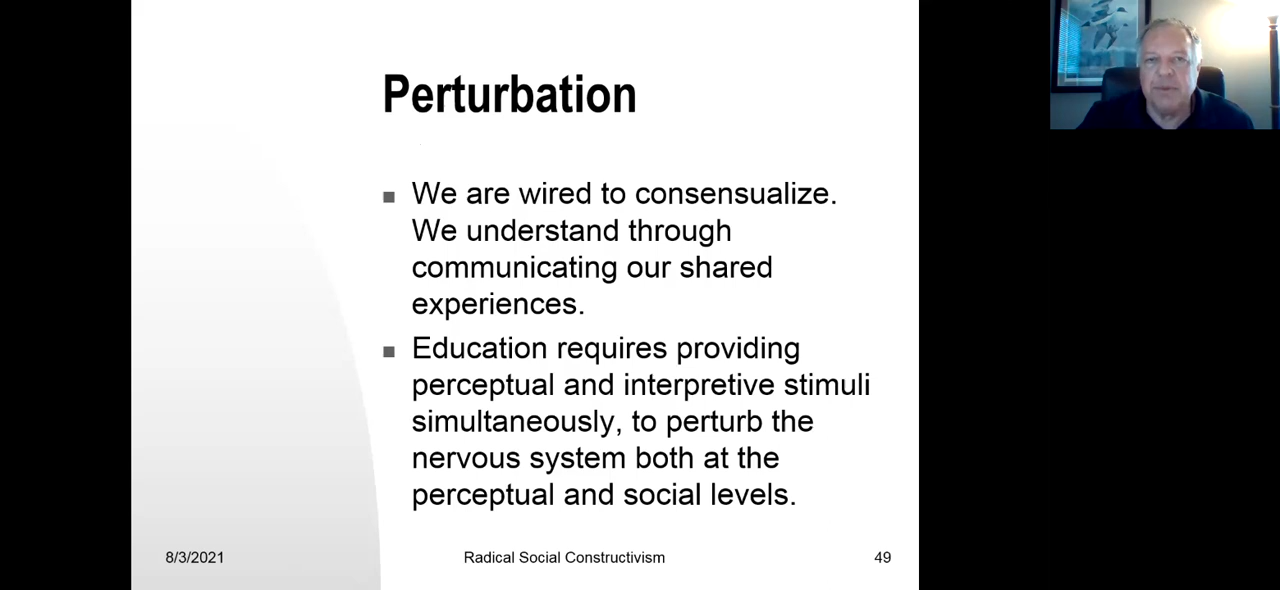 Perturbation
We are wired to consensualize.
We understand through
communicating our shared
experiences.
Education requires providing
perceptual and interpretive stimuli
simultaneously, to perturb the
nervous system both at the
perceptual and social levels.
8/3/2021
Radical Social Constructivism
49